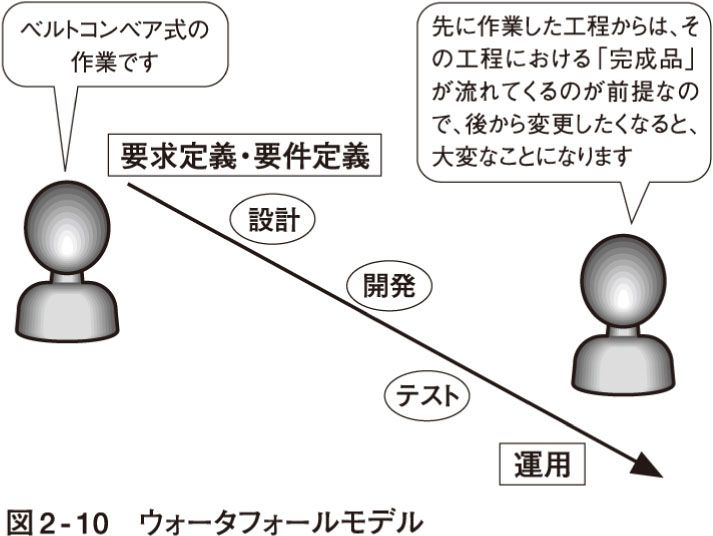 ベルトコンベア式の
作業です
先に作業した工程からは、そ
の工程における「完成品」
が流れてくるのが前提なの
で、後から変更したくなると、
大変なことになります
要求定義・要件定義
設計
開発
テスト
運用
図2-10 ウォータフォールモデル